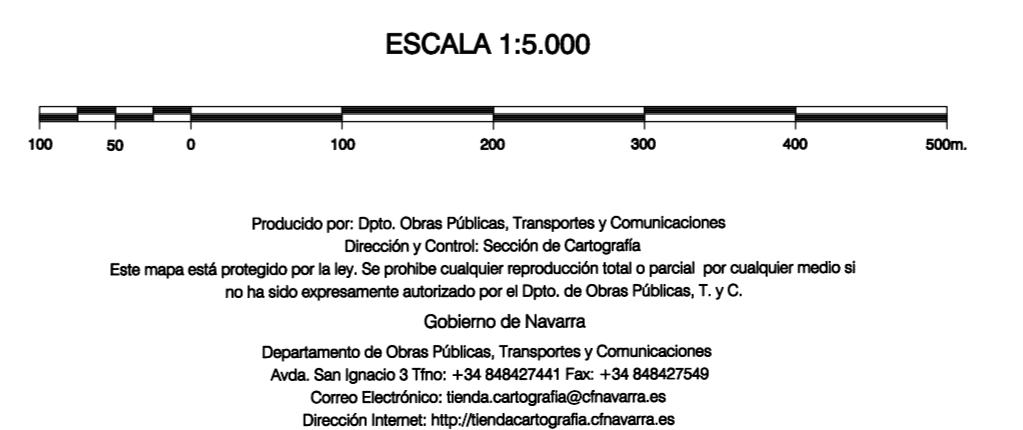 ESCALA 1:5.000
100 50 0 100 200 300 400 500m.
Producido por: Dpto. Obras Públicas, Transportes y Comunicaciones
Dirección y Control: Sección de Cartografía
Este mapa está protegido por la ley. Se prohibe cualquier reproducción total o parcial por cualquier medio si
no ha sido expresamente autorizado por el Dpto. de Obras Públicas, T. y C.
Gobierno de Navarra
Departamento de Obras Públicas, Transportes y Comunicaciones
Avda. San Ignacio 3 Tfno: +34 848427441 Fax: +34 848427549
Correo Electrónico: tienda.cartografia@cfnavarra.es
Dirección Internet: http://tiendacartografia.cfnavarra.es